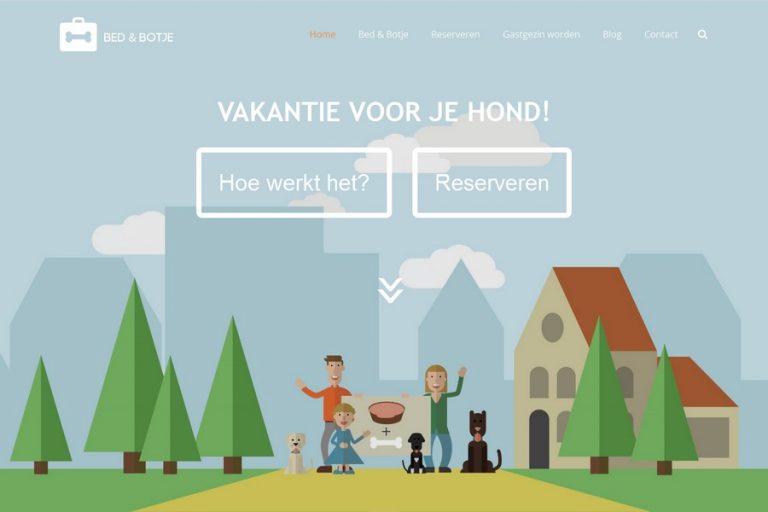 BED & BOTJE
Home Bed & Botje Reserveren Gastgezin worden Blog Contact
VAKANTIE VOOR JE HOND!
Hoe werkt het? Reserveren
+